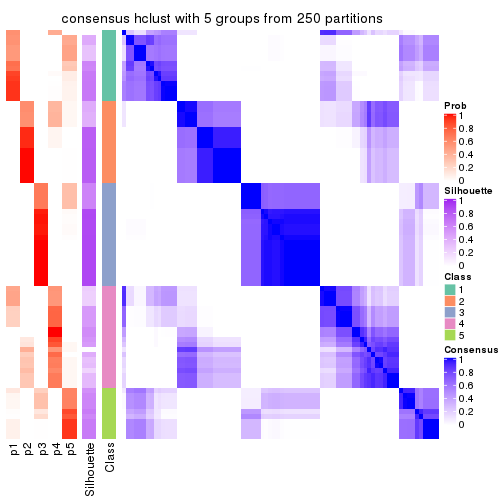 consensus hclust with 5 groups from 250 partitions
Prob
1
0.8
0.6
0.4
0.2
0
Silhouette
1
0.8
0.6
0.4
0.2
0
Class
1
2
3
4
5
Consensus
1
0.8
0.6
0.4
0.2
0
p1
p2
p3
p4
p5
Silhouette
Class